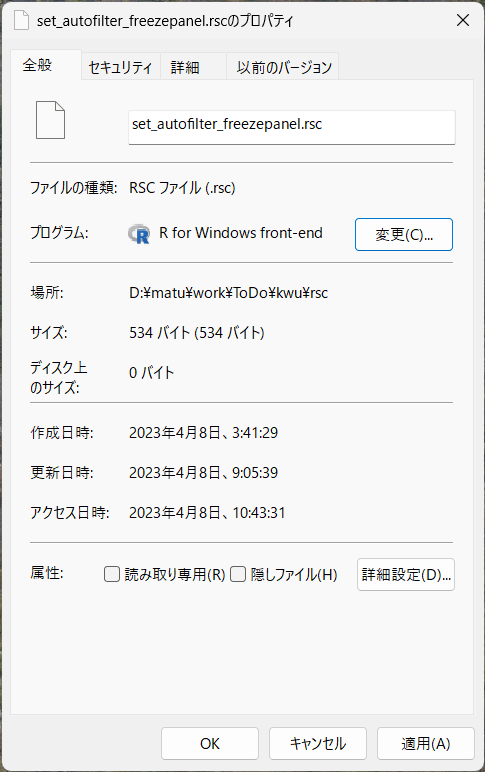 set_autofilter_freezepanel.rscのプロパティ
全般 セキュリティ 詳細 以前のバージョン
set_autofilter_freezepanel.rsc
ファイルの種類: RSC ファイル (.rsc)
プログラム: R for Windows front-end 変更(C)...
場所: D:¥matu¥work¥ToDo¥kwu¥rsc
サイズ: 534 バイト (534 バイト)
ディスク上
のサイズ: 0 バイト
作成日時: 2023年4月8日、3:41:29
更新日時: 2023年4月8日、9:05:39
アクセス日時: 2023年4月8日、10:43:31
属性: 読み取り専用(R) 隠しファイル(H) 詳細設定(D)...
OK キャンセル 適用(A)